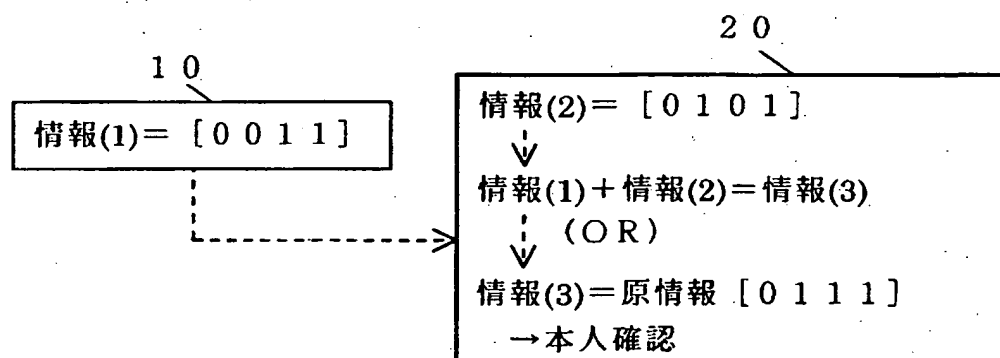 10
情報(1)=［0011］
20
情報(2)=［0101］
情報(1)+情報(2)=情報(3)
(OR)
情報(3)=原情報［0111］
→本人確認